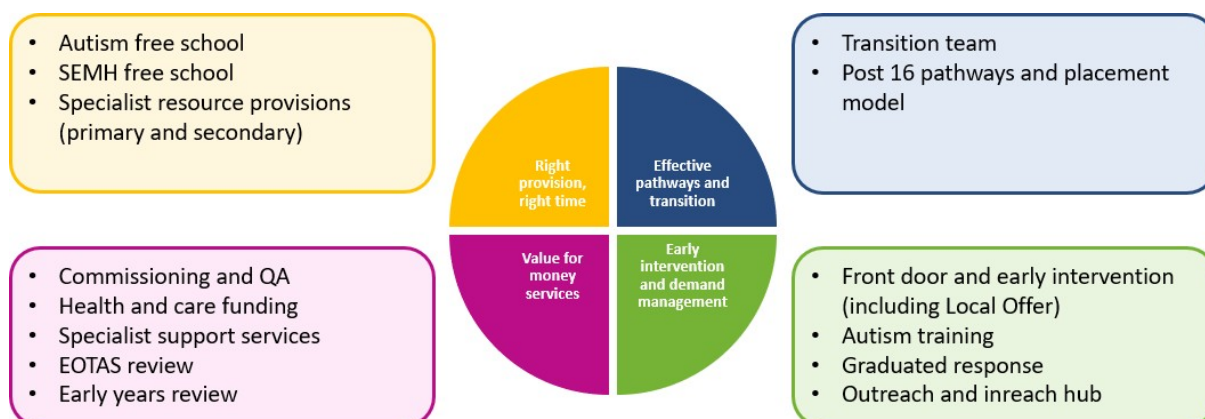 • Autism free school
• SEMH free school
• Specialist resource provisions
(primary and secondary)
• Transition team
• Post 16 pathways and placement
model
Right
provision,
right time
Effective
pathways and
transition
Value for
money
services
Early
intervention
and demand
management
• Commissioning and QA
• Health and care funding
• Specialist support services
• EOTAS review
• Early years review
• Front door and early intervention
(including Local Offer)
• Autism training
• Graduated response
• Outreach and inreach hub